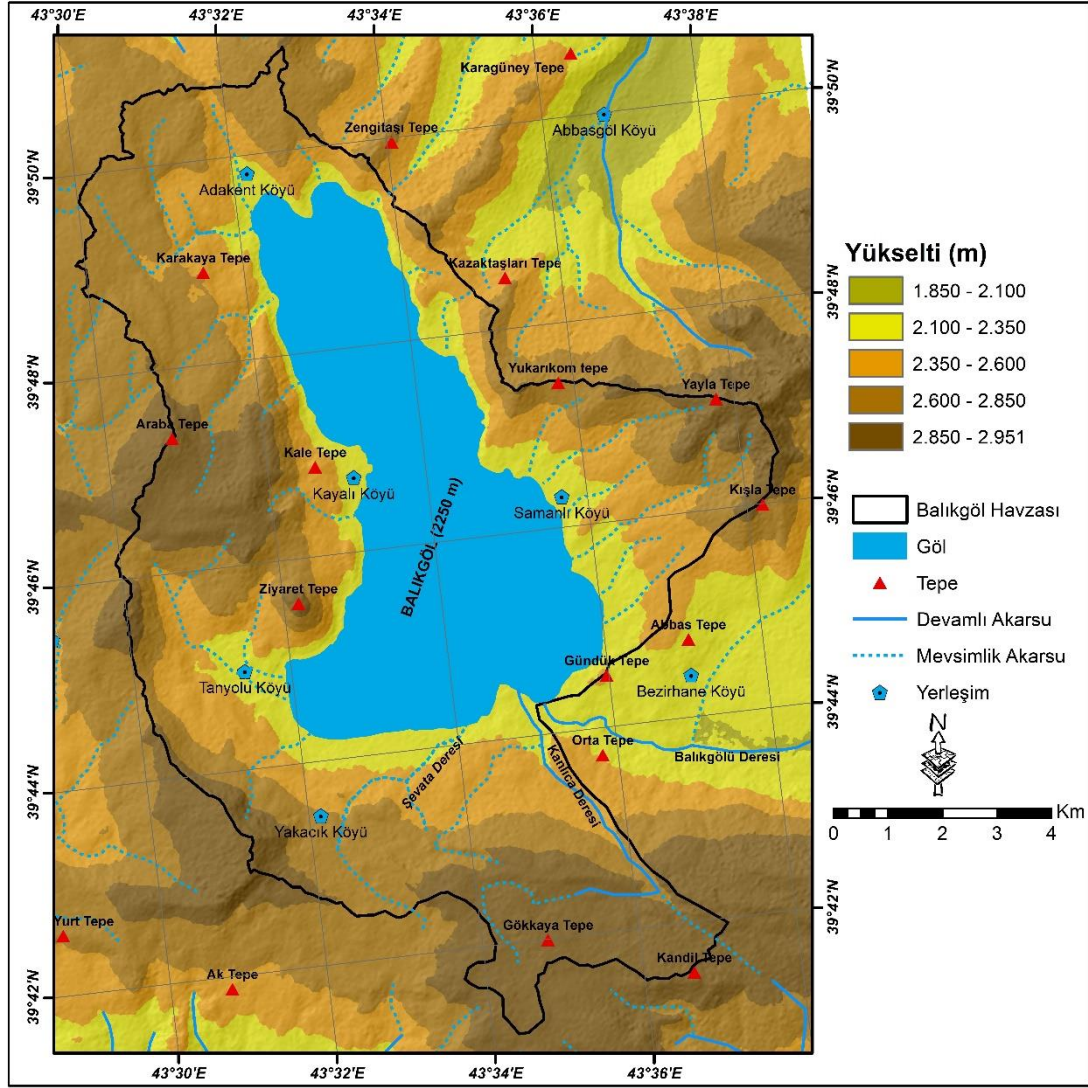 43°30'E 43°32'E 43°34'E 43°36'E 43°38'E
39°50'N
39°48'N
39°46'N
39°44'N
39°42'N
39°50'N
39°48'N
39°46'N
39°44'N
39°42'N
Karagüney Tepe
Abbasgöl Köyü
Zengitaşı Tepe
Adakent Köyü
Karakaya Tepe
Kazaktaşları Tepe
Yukarıkom tepe
Yayla Tepe
Araba Tepe
Kale Tepe
Kayalı Köyü
Kışla Tepe
Samanlı Köyü
BALIKGÖL (2250 m)
Ziyaret Tepe
Abbas Tepe
Gündük Tepe
Bezirhane Köyü
Tanyolu Köyü
Orta Tepe
Balıkgölü Deresi
Şevata Deresi
Kanlıca Deresi
Yakacık Köyü
Yurt Tepe
Gökkaya Tepe
Kandil Tepe
Ak Tepe
43°30'E 43°32'E 43°34'E 43°36'E
Yükselti (m)
1.850 - 2.100
2.100 - 2.350
2.350 - 2.600
2.600 - 2.850
2.850 - 2.951
Balıkgöl Havzası
Göl
Tepe
Devamlı Akarsu
Mevsimlik Akarsu
Yerleşim
N
Km
0 1 2 3 4